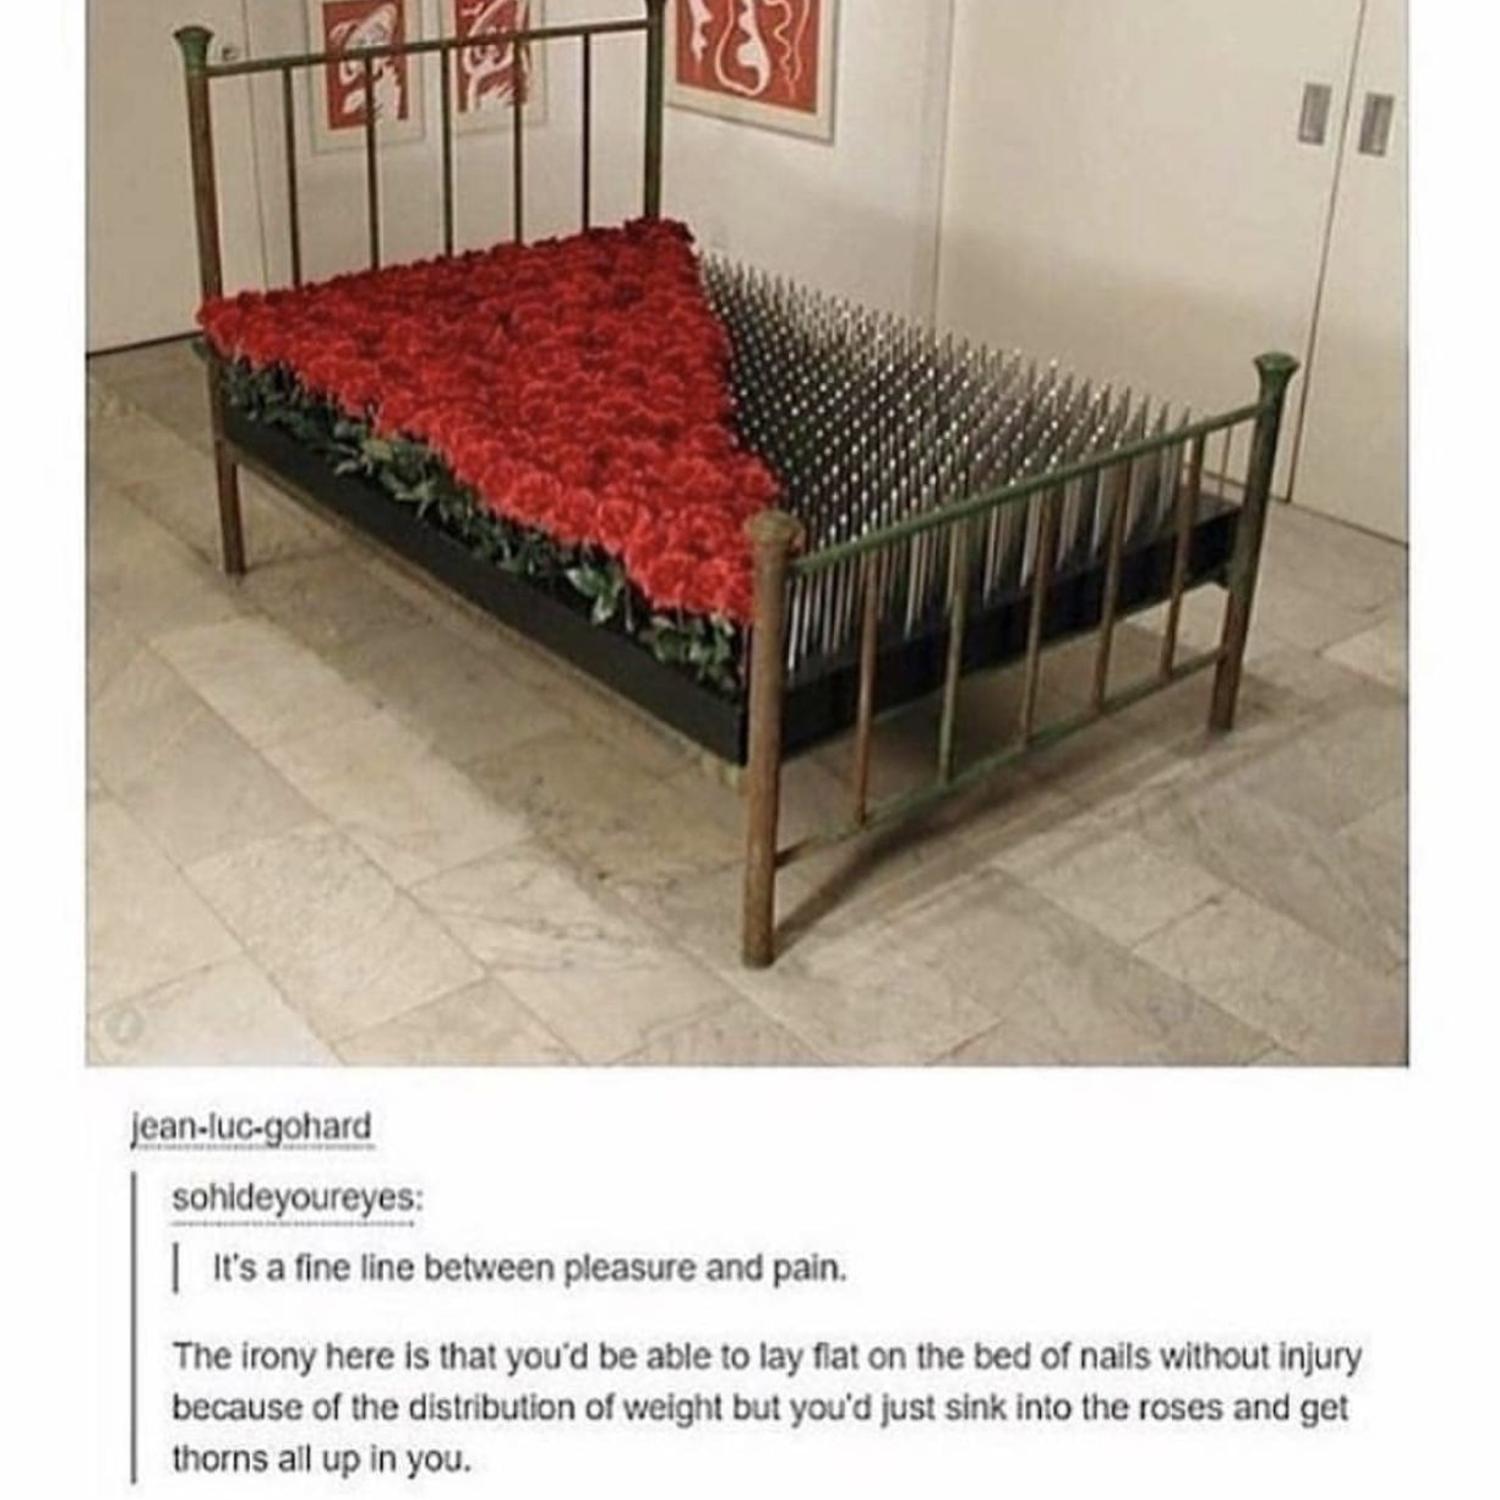 jean-luc-gohard
sohideyoureyes:
It's a fine line between pleasure and pain.
The irony here is that you'd be able to lay flat on the bed of nails without injury
because of the distribution of weight but you'd just sink into the roses and get
thorns all up in you.